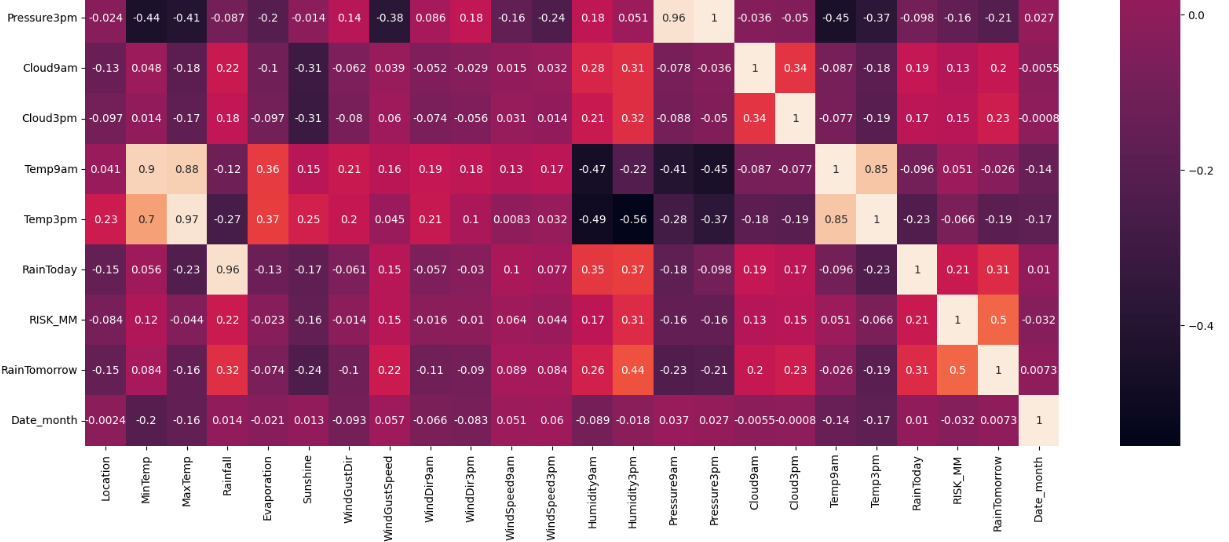 Pressure3pm -0.024 -0.44 -0.41 -0.087 -0.2 -0.014 0.14 -0.38 0.086 0.18 -0.16 -0.24 0.18 0.051 0.96 1 -0.036 -0.05 -0.45 -0.37 -0.098 -0.16 -0.21 0.027 0.0
Cloud9am -0.13 0.048 -0.18 0.22 -0.1 -0.31 -0.062 0.039 -0.052 -0.029 0.015 0.032 0.28 0.31 -0.078 -0.036 1 0.34 -0.087 -0.18 0.19 0.13 0.2 -0.0055
Cloud3pm -0.097 0.014 -0.17 0.18 -0.097 -0.31 -0.08 0.06 -0.074 -0.056 0.031 0.014 0.21 0.32 -0.088 -0.05 0.34 1 -0.077 -0.19 0.17 0.15 0.23 -0.0008
Temp9am 0.041 0.9 0.88 -0.12 0.36 0.15 0.21 0.16 0.19 0.18 0.13 0.17 -0.47 -0.22 -0.41 -0.45 -0.087 -0.077 1 0.85 -0.096 0.051 -0.026 -0.14 -0.2
Temp3pm 0.23 0.7 0.97 -0.27 0.37 0.25 0.2 0.045 0.21 0.1 0.0083 0.032 -0.49 -0.56 -0.28 -0.37 -0.18 -0.19 0.85 1 -0.23 -0.066 -0.19 -0.17
RainToday -0.15 0.056 -0.23 0.96 -0.13 -0.17 -0.061 0.15 -0.057 -0.03 0.1 0.077 0.35 0.37 -0.18 -0.098 0.19 0.17 -0.096 -0.23 1 0.21 0.31 0.01
RISK_MM -0.084 0.12 -0.044 0.22 -0.023 -0.16 -0.014 0.15 -0.016 -0.01 0.064 0.044 0.17 0.31 -0.16 -0.16 0.13 0.15 0.051 -0.066 0.21 1 0.5 -0.032 -0.4
RainTomorrow -0.15 0.084 -0.16 0.32 -0.074 -0.24 -0.1 0.22 -0.11 -0.09 0.089 0.084 0.26 0.44 -0.23 -0.21 0.2 0.23 -0.026 -0.19 0.31 0.5 1 0.0073
Date_month -0.0024 -0.2 -0.16 0.014 -0.021 0.013 -0.093 0.057 -0.066 -0.083 0.051 0.06 -0.089 -0.018 0.037 0.027 -0.0055 -0.0008 -0.14 -0.17 0.01 -0.032 0.0073 1
Location
MinTemp
MaxTemp
Rainfall
Evaporation
Sunshine
WindGustDir
WindGustSpeed
WindDir9am
WindDir3pm
WindSpeed9am
WindSpeed3pm
Humidity9am
Humidity3pm
Pressure9am
Pressure3pm
Cloud9am
Cloud3pm
Temp9am
Temp3pm
RainToday
RISK_MM
RainTomorrow
Date_month